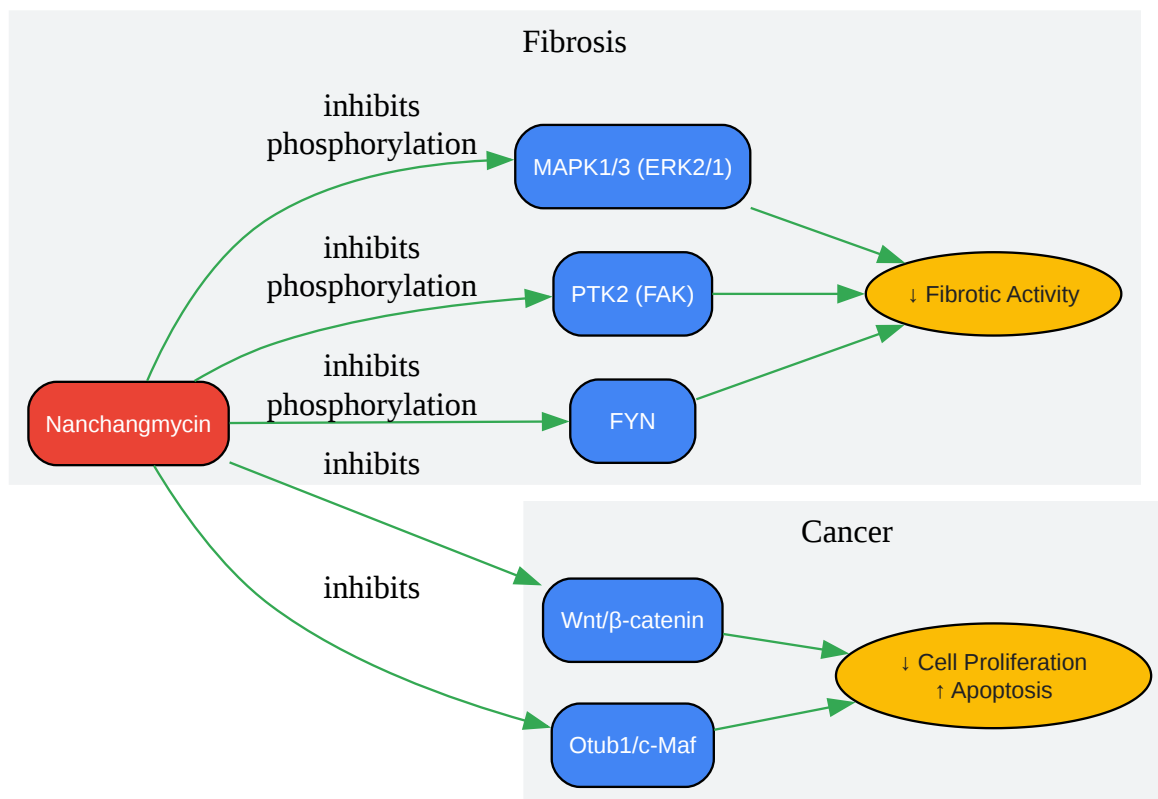 Fibrosis
inhibits
phosphorylation
MAPK1/3 (ERK2/1)
inhibits
phosphorylation
PTK2 (FAK)
↓ Fibrotic Activity
inhibits
phosphorylation
Nanchangmycin
FYN
inhibits
Cancer
inhibits
Wnt/β-catenin
↓ Cell Proliferation
↑ Apoptosis
Otub1/c-Maf